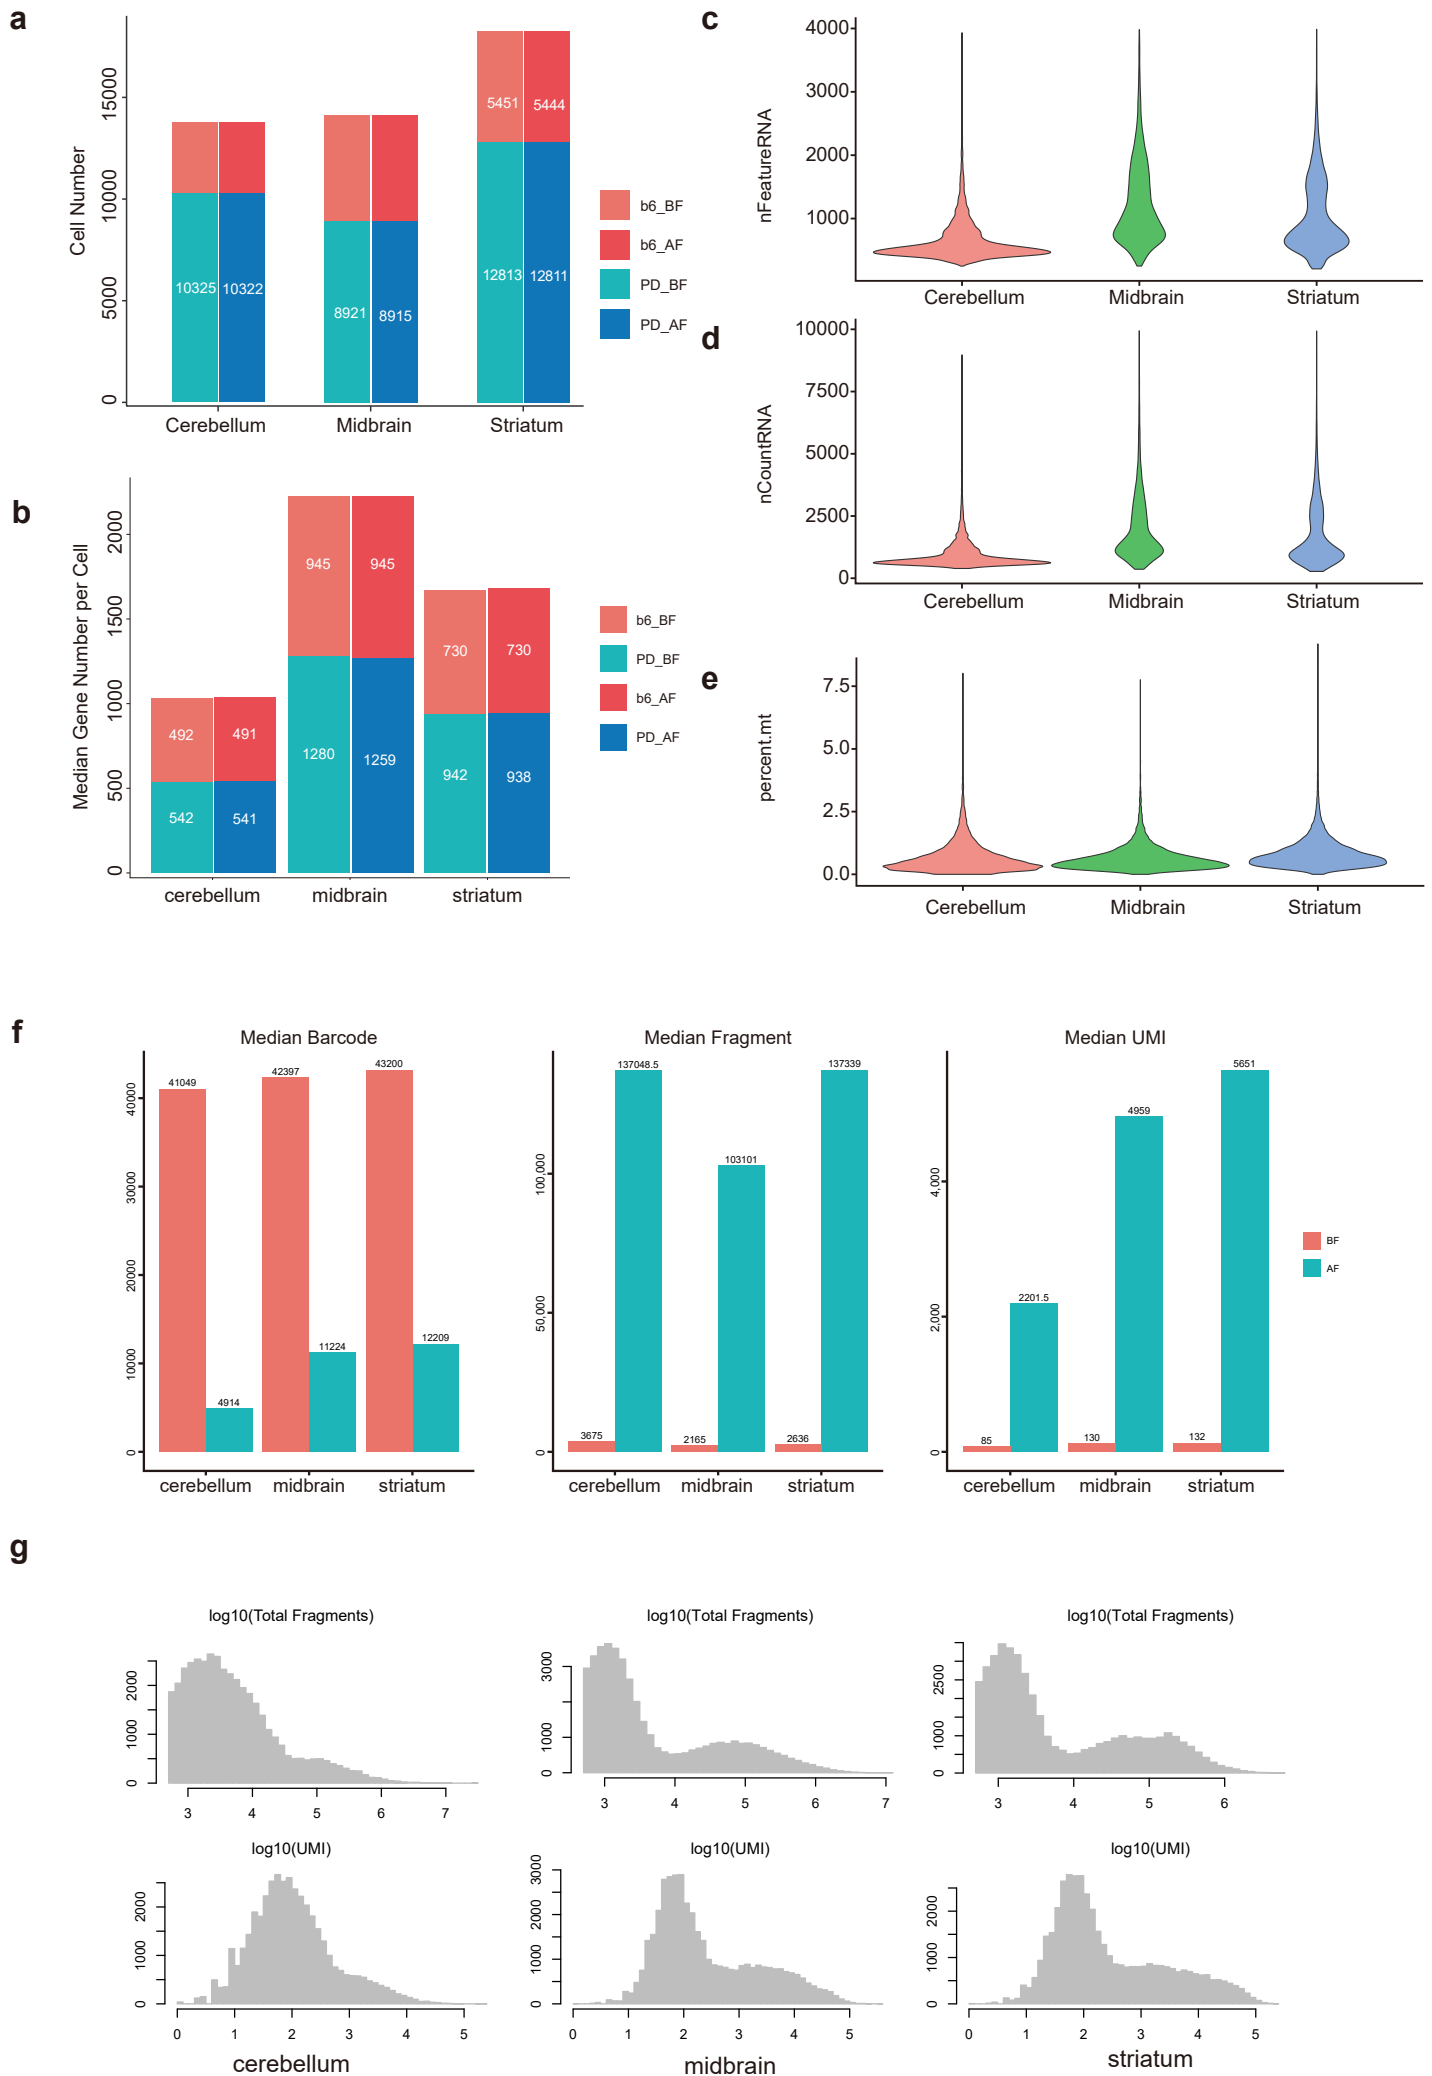 a
Cell Number
0
5000
10000
15000
10325
10322
8921
8915
5451
5444
12813
12811
Cerebellum
Midbrain
Striatum
b6_BF
b6_AF
PD_BF
PD_AF
b
Median Gene Number per Cell
0
500
1000
1500
2000
492
491
542
541
945
945
1280
1259
730
730
942
938
cerebellum
midbrain
striatum
b6_BF
PD_BF
b6_AF
PD_AF
c
nFeatureRNA
4000
3000
2000
1000
Cerebellum
Midbrain
Striatum
d
nCountRNA
10000
7500
5000
2500
0
Cerebellum
Midbrain
Striatum
e
percent.mt
7.5
5.0
2.5
0.0
Cerebellum
Midbrain
Striatum
f
Median Barcode
0
10000
20000
30000
40000
41049
4914
42397
11224
43200
12209
cerebellum
midbrain
striatum
Median Fragment
0
50,000
100,000
3675
137048.5
2165
103101
2636
137339
cerebellum
midbrain
striatum
Median UMI
0
2,000
4,000
85
2201.5
130
4959
132
5651
cerebellum
midbrain
striatum
BF
AF
g
log10(Total Fragments)
0
1000
2000
3 4 5 6 7
log10(Total Fragments)
0
1000
3000
3 4 5 6 7
log10(Total Fragments)
0
1000
2500
3 4 5 6
log10(UMI)
0
1000
2000
0 1 2 3 4 5
cerebellum
log10(UMI)
0
1000
2000
3000
0 1 2 3 4 5
midbrain
log10(UMI)
0
1000
2000
0 1 2 3 4 5
striatum